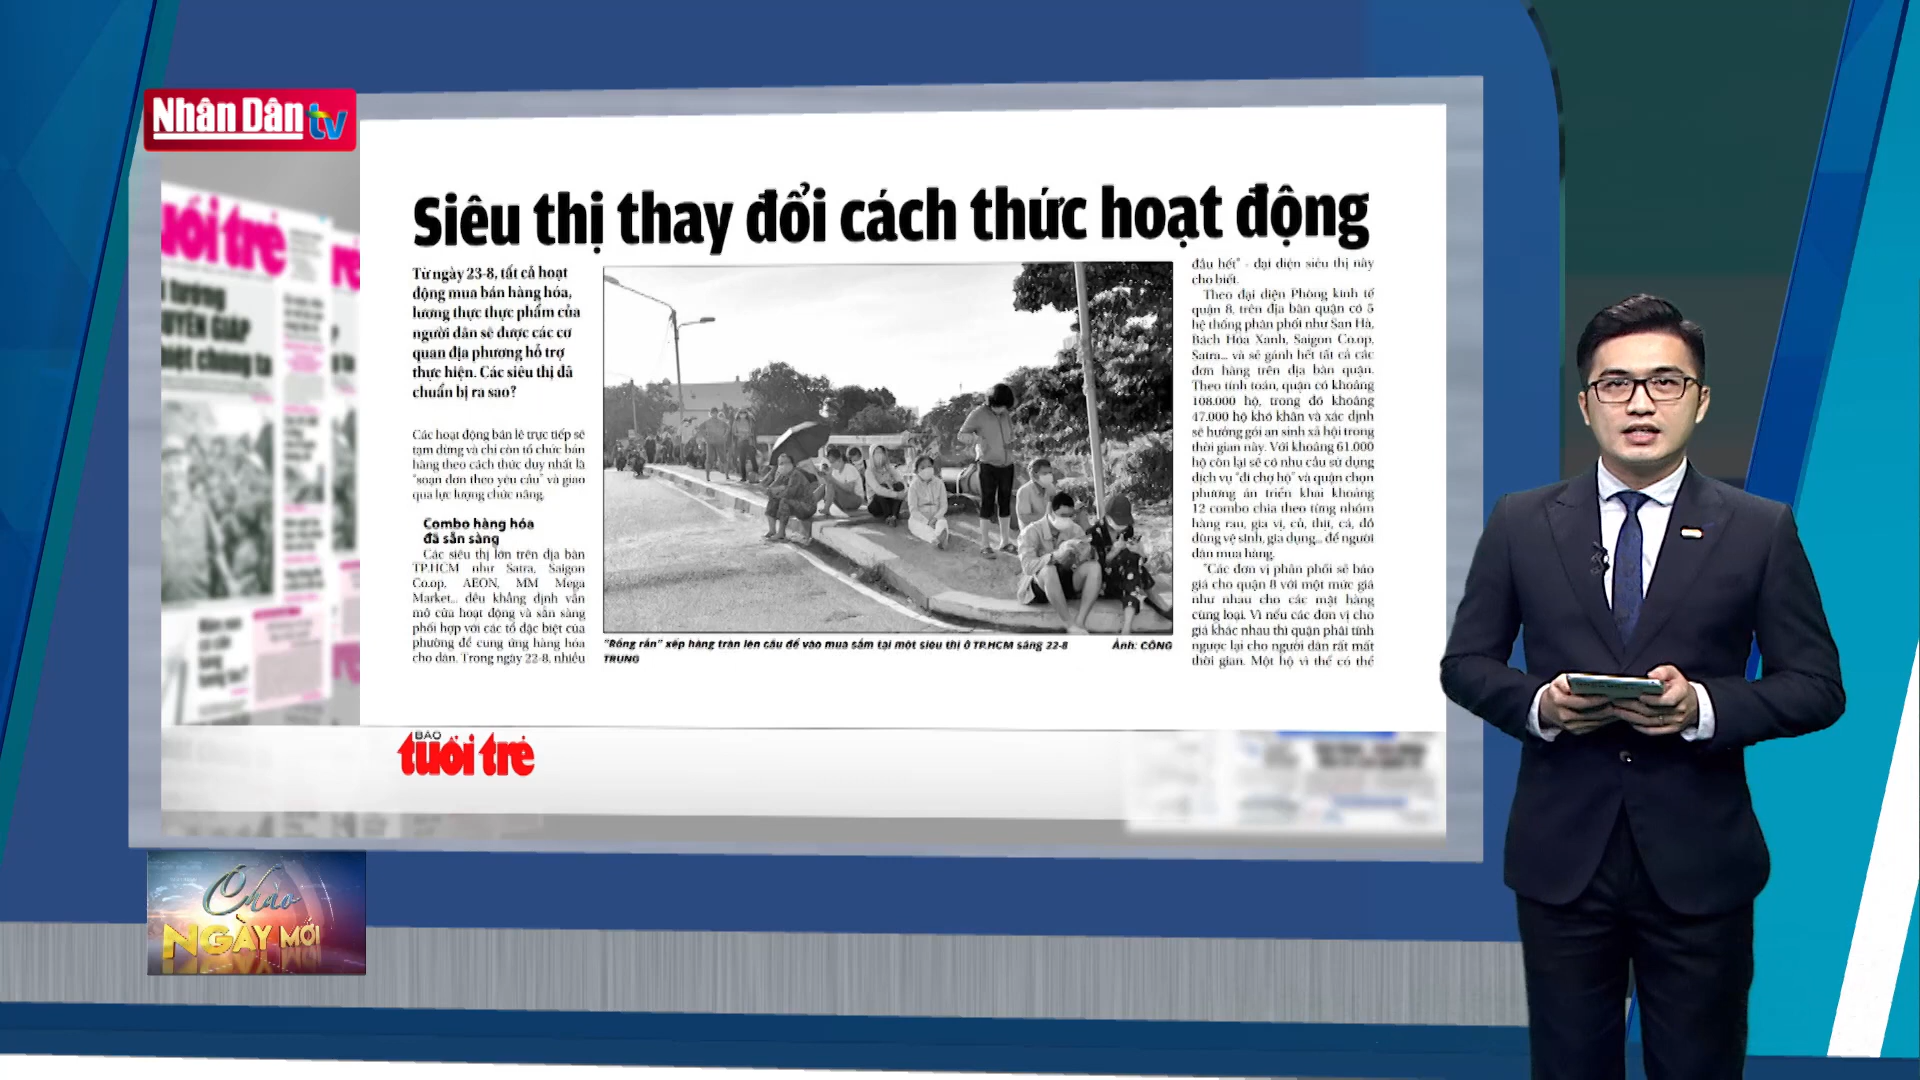 Nhân Dân tv
Siêu thị thay đổi cách thức hoạt động
Từ ngày 23-8, tất cả hoạt
động mua bán hàng hóa,
lương thực thực phẩm của
người dân sẽ được các cơ
quan địa phương hỗ trợ
thực hiện. Các siêu thị đã
chuẩn bị ra sao?
Các hoạt động bán lẻ trực tiếp sẽ
tạm dừng và chỉ còn tổ chức bán
hàng theo cách thức duy nhất là
"soạn đơn theo yêu cầu" và giao
qua lực lượng chức năng.
Combo hàng hóa
đã sẵn sàng
Các siêu thị lớn trên địa bàn
TP.HCM như Satra, Saigon
Co.op, AEON, MM Mega
Market... đều khẳng định vẫn
mở cửa hoạt động và sẵn sàng
phối hợp với các tổ đặc biệt của
phường để cung ứng hàng hóa
cho dân. Trong ngày 22-8, nhiều
"Rồng rắn" xếp hàng tràn lên cầu để vào mua sắm tại một siêu thị ở TP.HCM sáng 22-8 Ảnh: CÔNG
TRUNG
đầu hết" - đại diện siêu thị này
cho biết.
Theo đại diện Phòng kinh tế
quận 8, trên địa bàn quận có 5
hệ thống phân phối như San Hà,
Bách Hóa Xanh, Saigon Co.op,
Satra... và sẽ gánh hết tất cả các
đơn hàng trên địa bàn quận.
Theo tính toán, quận có khoảng
108.000 hộ, trong đó khoảng
47.000 hộ khó khăn và xác định
sẽ hưởng gói an sinh xã hội trong
thời gian này. Với khoảng 61.000
hộ còn lại sẽ có nhu cầu sử dụng
dịch vụ "đi chợ hộ" và quận chọn
phương án triển khai khoảng
12 combo chia theo từng nhóm
hàng rau, gia vị, củ, thịt, cá, đồ
dùng vệ sinh, gia dụng... để người
dân mua hàng.
"Các đơn vị phân phối sẽ báo
giá cho quận 8 với một mức giá
như nhau cho các mặt hàng
cùng loại. Vì nếu các đơn vị cho
giá khác nhau thì quận phải tính
ngược lại cho người dân rất mất
thời gian. Một hộ vì thế có thể
BÁO
tuổi trẻ
Chào
NGÀY MỚI
tuổi trẻ